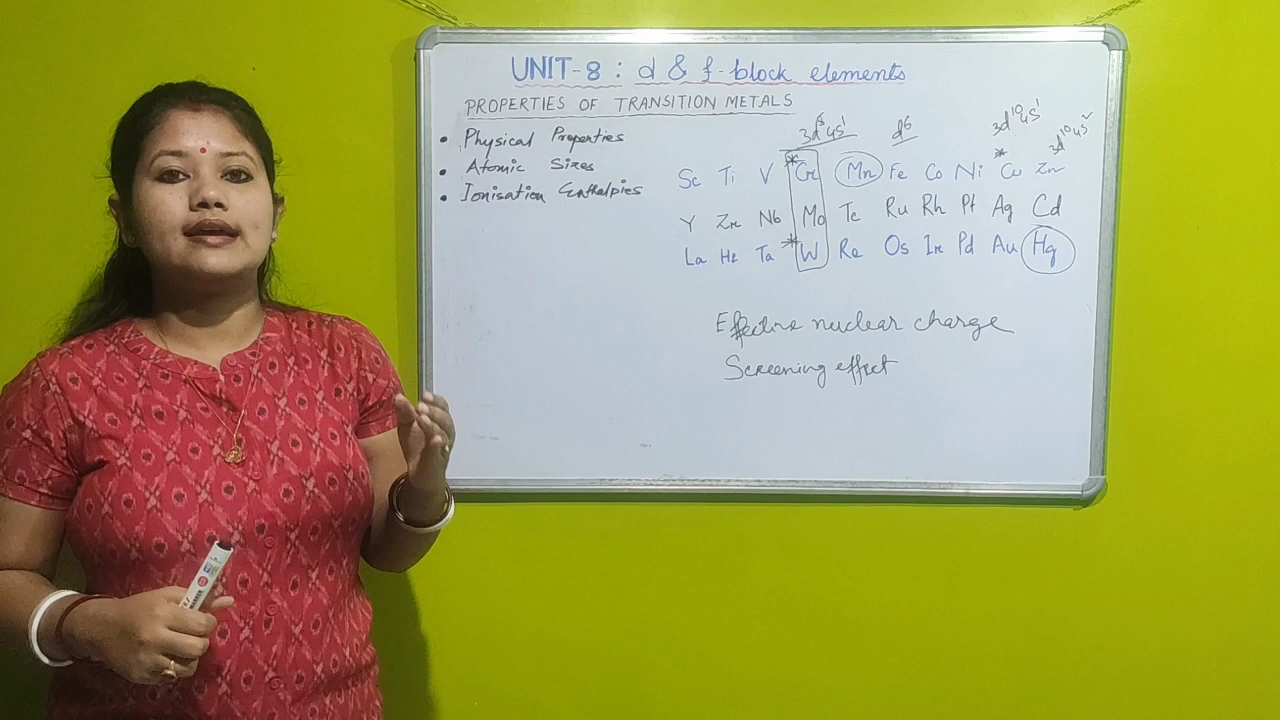 UNIT-8 : d & f-block elements
PROPERTIES OF TRANSITION METALS
• Physical Properties
• Atomic Sizes
• Ionisation Enthalpies
3d⁵4s¹ d⁶ 3d¹⁰4s¹ 3d¹⁰4s²
* *
Sc Ti V Cr Mn Fe Co Ni Cu Zn
Y Zr Nb Mo Tc Ru Rh Pt Ag Cd
*
La Hf Ta W Re Os Ir Pd Au Hg
Effective nuclear charge
Screening effect
MARKER